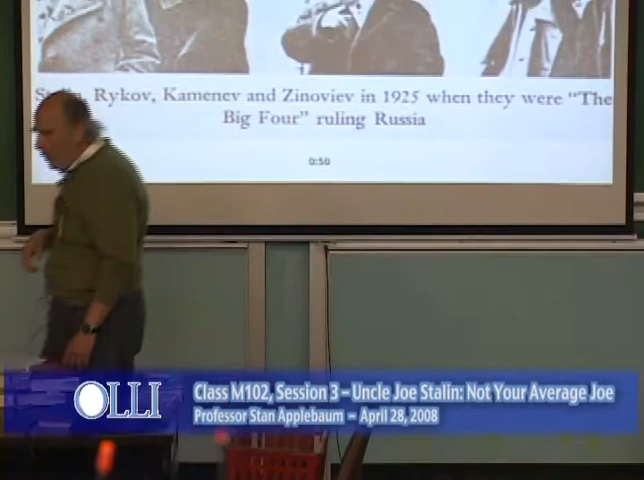 Rykov, Kamenev and Zinoviev in 1925 when they were "The
Big Four" ruling Russia
0:50
OLLI
Class M102, Session 3 – Uncle Joe Stalin: Not Your Average Joe
Professor Stan Applebaum – April 28, 2008